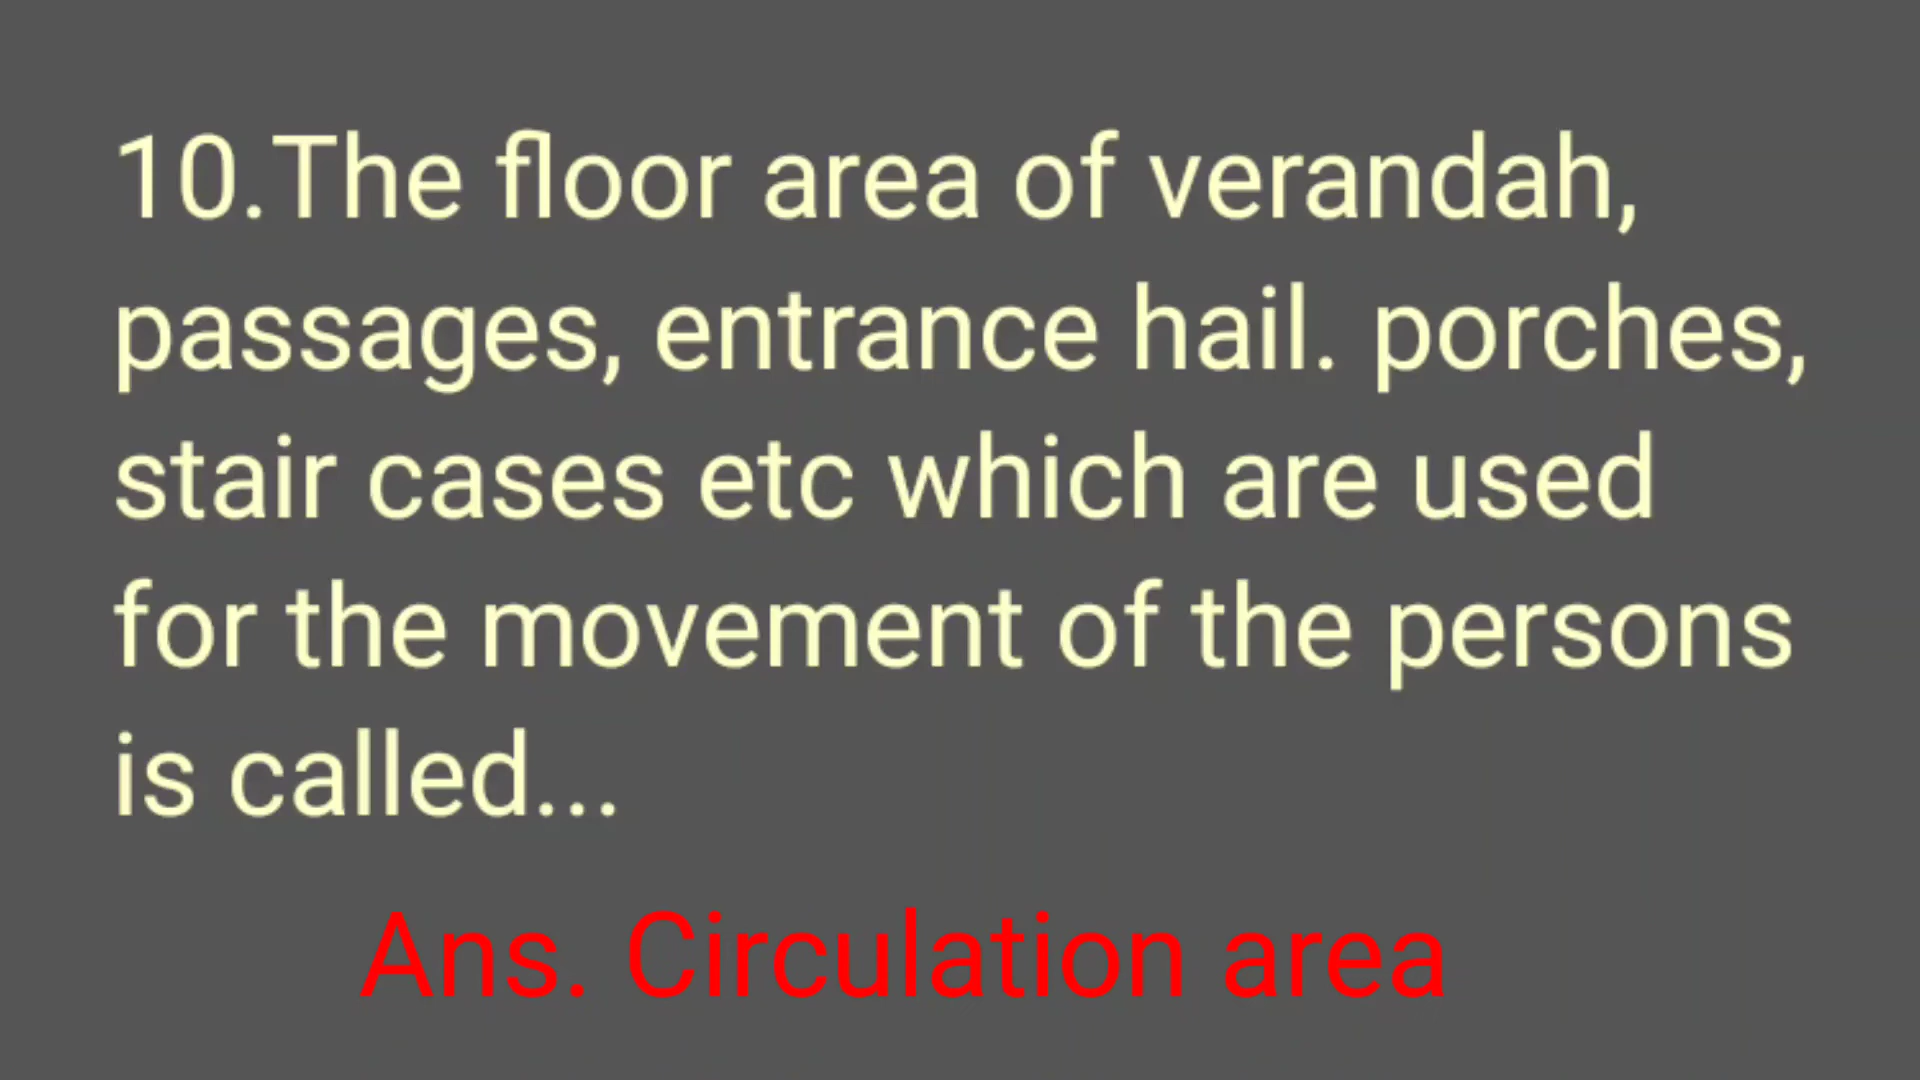 10.The floor area of verandah,
passages, entrance hail. porches,
stair cases etc which are used
for the movement of the persons
is called...
Ans. Circulation area